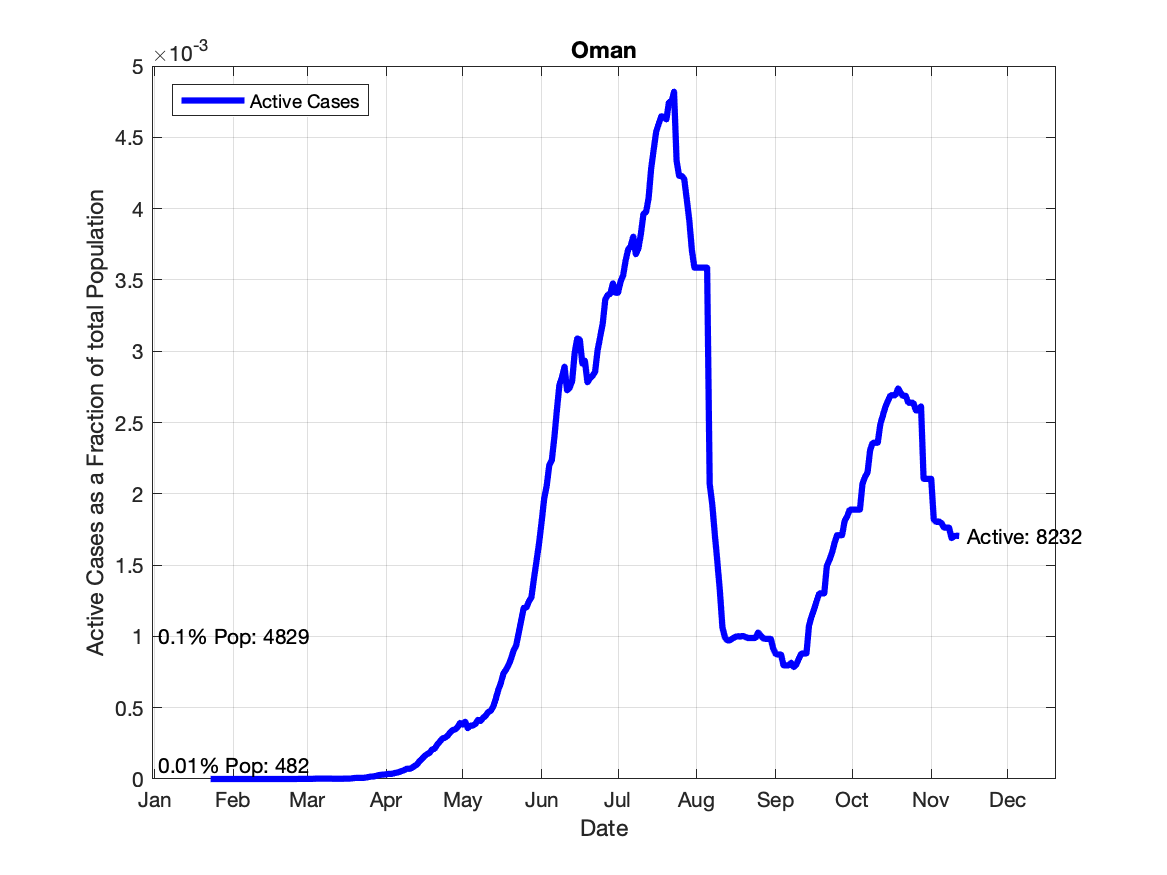 Oman
×10-3
Active Cases
5
4.5
4
3.5
3
2.5
2
1.5
1
0.5
0
Active Cases as a Fraction of total Population
Active: 8232
0.1% Pop: 4829
0.01% Pop: 482
Jan Feb Mar Apr May Jun Jul Aug Sep Oct Nov Dec
Date